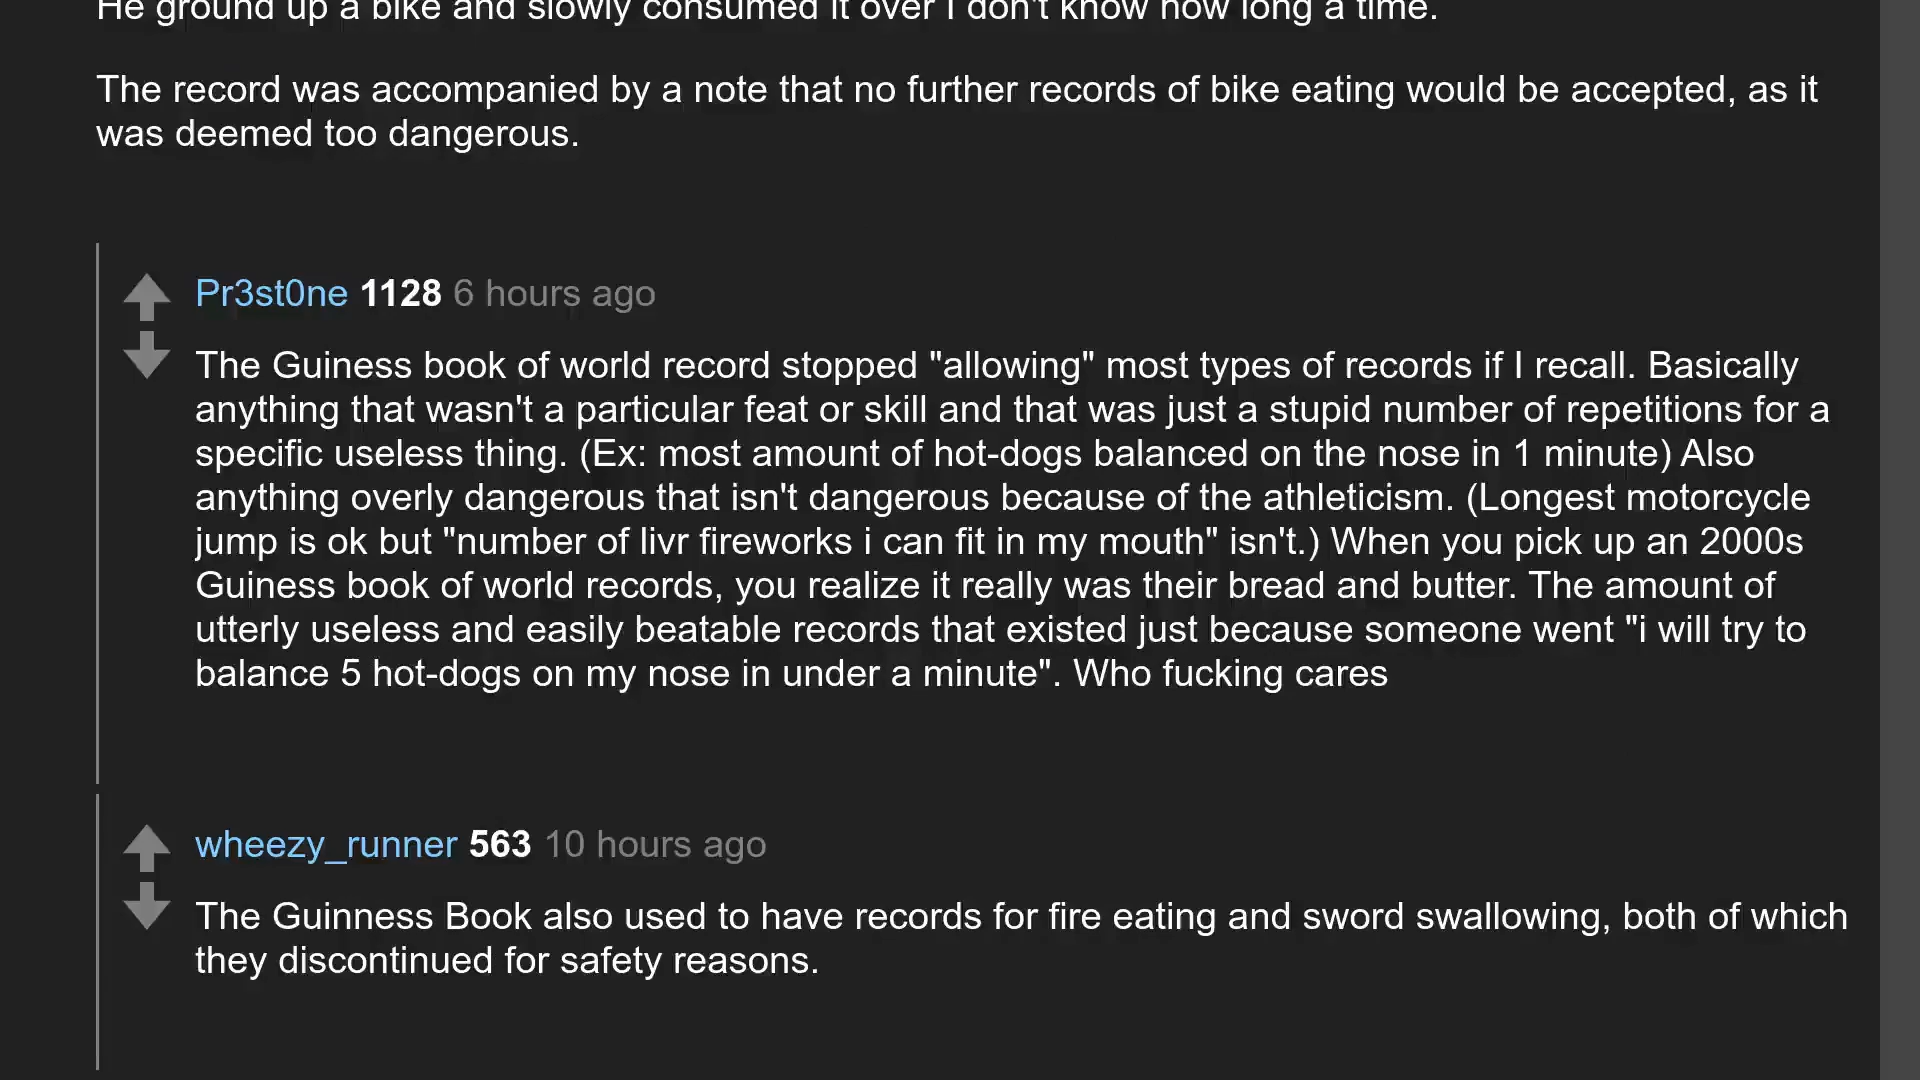 He ground up a bike and slowly consumed it over I don't know how long a time.
The record was accompanied by a note that no further records of bike eating would be accepted, as it
was deemed too dangerous.
Pr3st0ne 1128 6 hours ago
The Guiness book of world record stopped "allowing" most types of records if I recall. Basically
anything that wasn't a particular feat or skill and that was just a stupid number of repetitions for a
specific useless thing. (Ex: most amount of hot-dogs balanced on the nose in 1 minute) Also
anything overly dangerous that isn't dangerous because of the athleticism. (Longest motorcycle
jump is ok but "number of livr fireworks i can fit in my mouth" isn't.) When you pick up an 2000s
Guiness book of world records, you realize it really was their bread and butter. The amount of
utterly useless and easily beatable records that existed just because someone went "i will try to
balance 5 hot-dogs on my nose in under a minute". Who fucking cares
wheezy_runner 563 10 hours ago
The Guinness Book also used to have records for fire eating and sword swallowing, both of which
they discontinued for safety reasons.